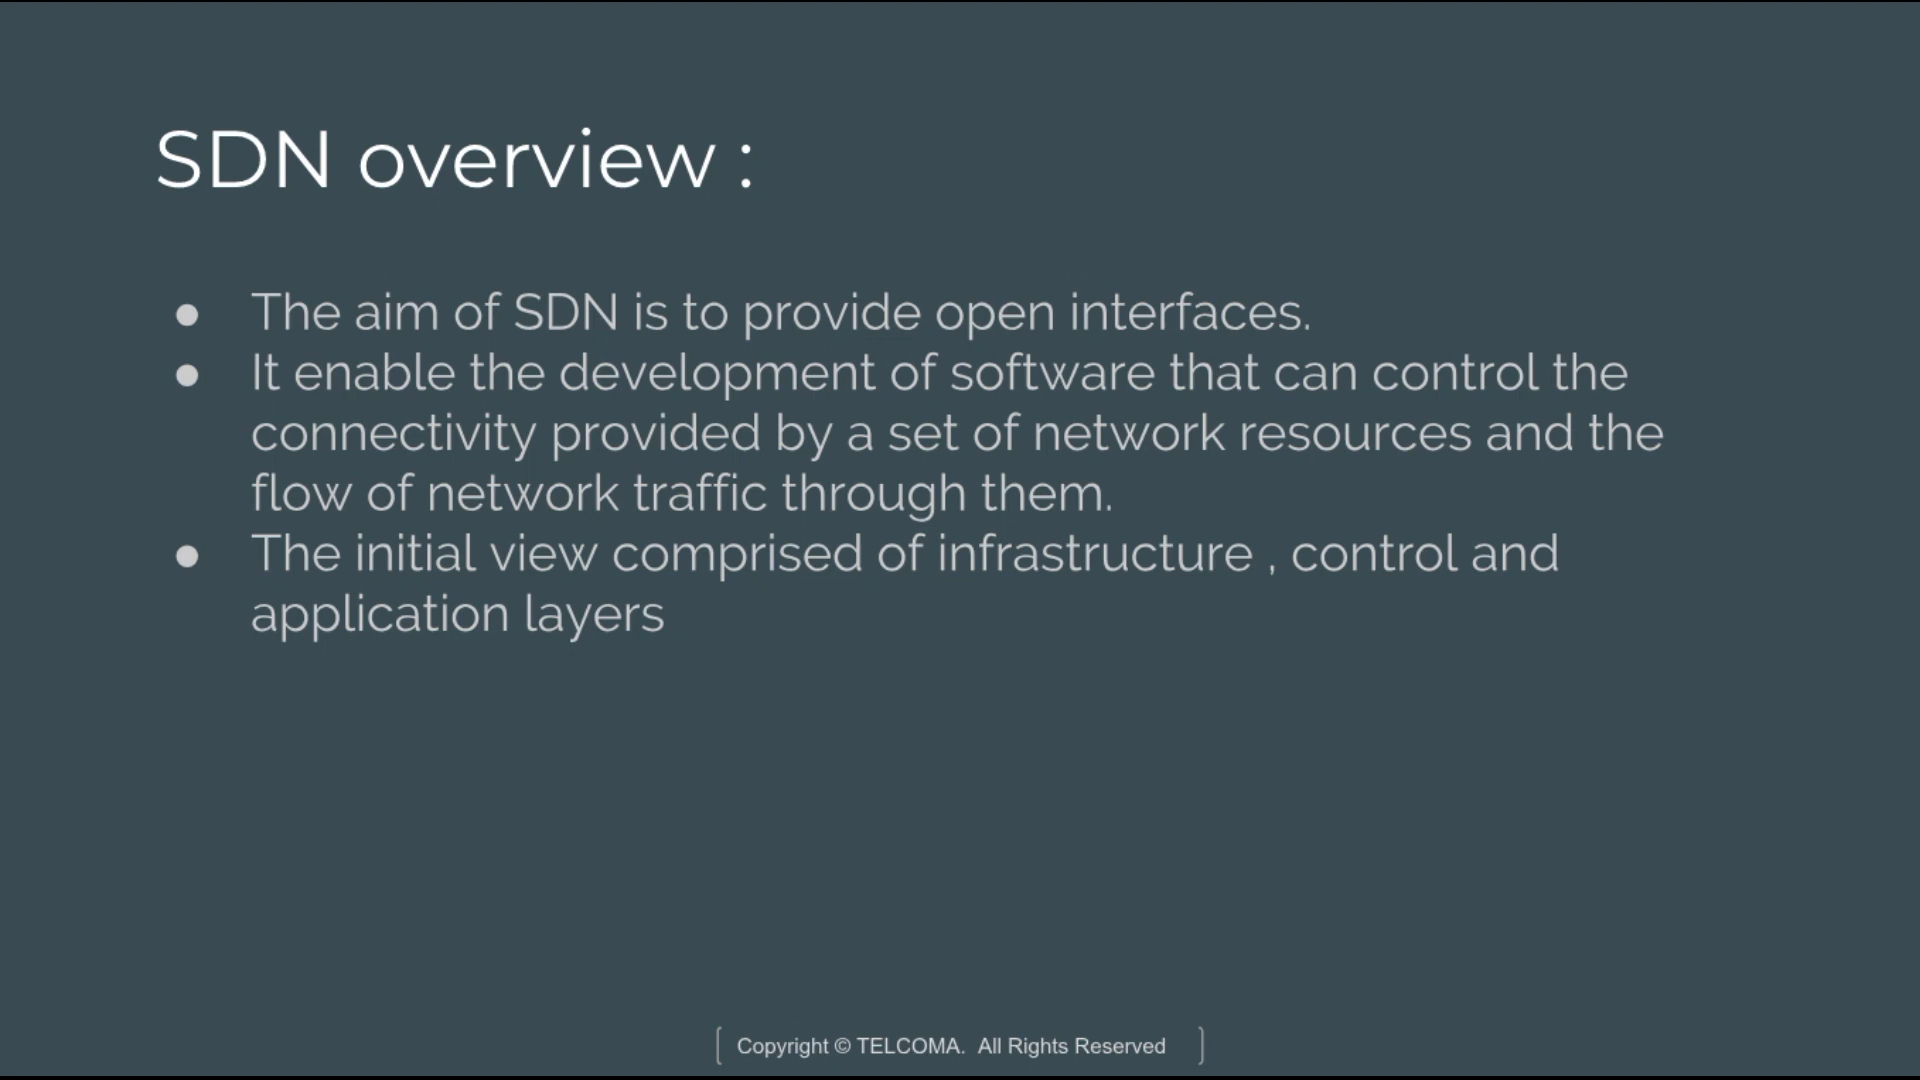 SDN overview :
● The aim of SDN is to provide open interfaces.
● It enable the development of software that can control the
connectivity provided by a set of network resources and the
flow of network traffic through them.
● The initial view comprised of infrastructure , control and
application layers
[ Copyright © TELCOMA. All Rights Reserved ]